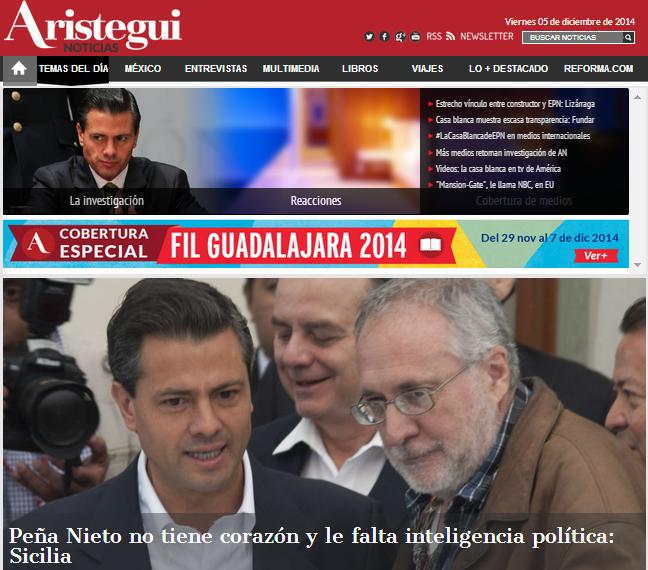 Aristegui
NOTICIAS
Viernes 05 de diciembre de 2014
RSS NEWSLETTER
BUSCAR NOTICIAS
TEMAS DEL DÍA MÉXICO ENTREVISTAS MULTIMEDIA LIBROS VIAJES LO + DESTACADO REFORMA.COM
La investigación
Reacciones
Estrecho vínculo entre constructor y EPN: Lizárraga
Casa blanca muestra escasa transparencia: Fundar
#LaCasaBlancadeEPN en medios internacionales
Más medios retoman investigación de AN
Videos: la casa blanca en tv de América
"Mansion-Gate", le llama NBC, en EU
Cobertura de medios
A COBERTURA
ESPECIAL
FIL GUADALAJARA 2014
Del 29 nov al 7 de dic 2014
Ver+
Peña Nieto no tiene corazón y le falta inteligencia política:
Sicilia